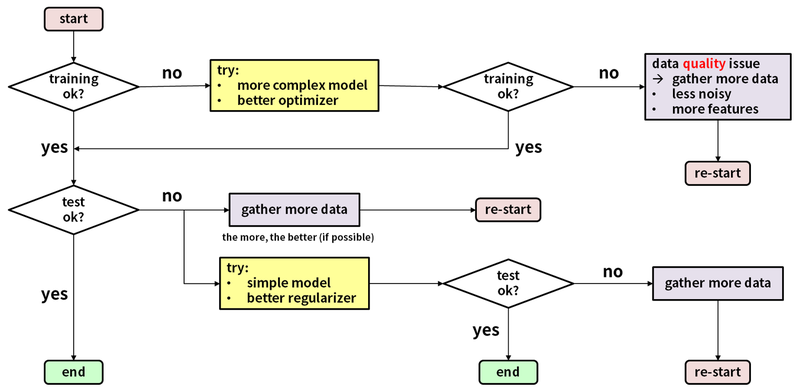 start
training
ok?
no
try:
• more complex model
• better optimizer
training
ok?
no
data quality issue
→ gather more data
• less noisy
• more features
yes
yes
re-start
test
ok?
no
gather more data
the more, the better (if possible)
re-start
try:
• simple model
• better regularizer
test
ok?
no
gather more data
yes
yes
end
end
re-start